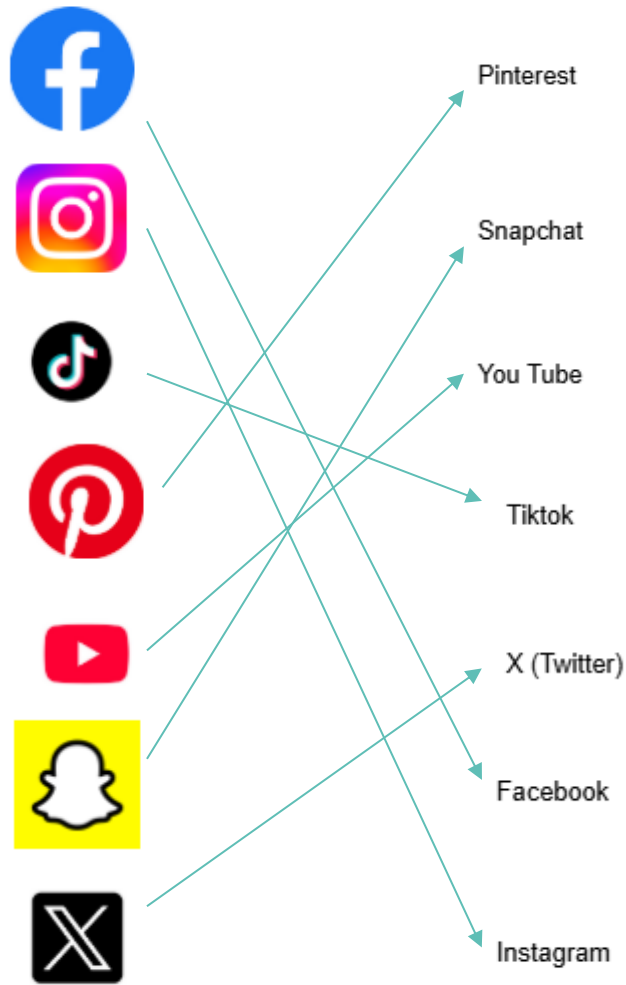 Pinterest
Snapchat
You Tube
Tiktok
X (Twitter)
Facebook
Instagram